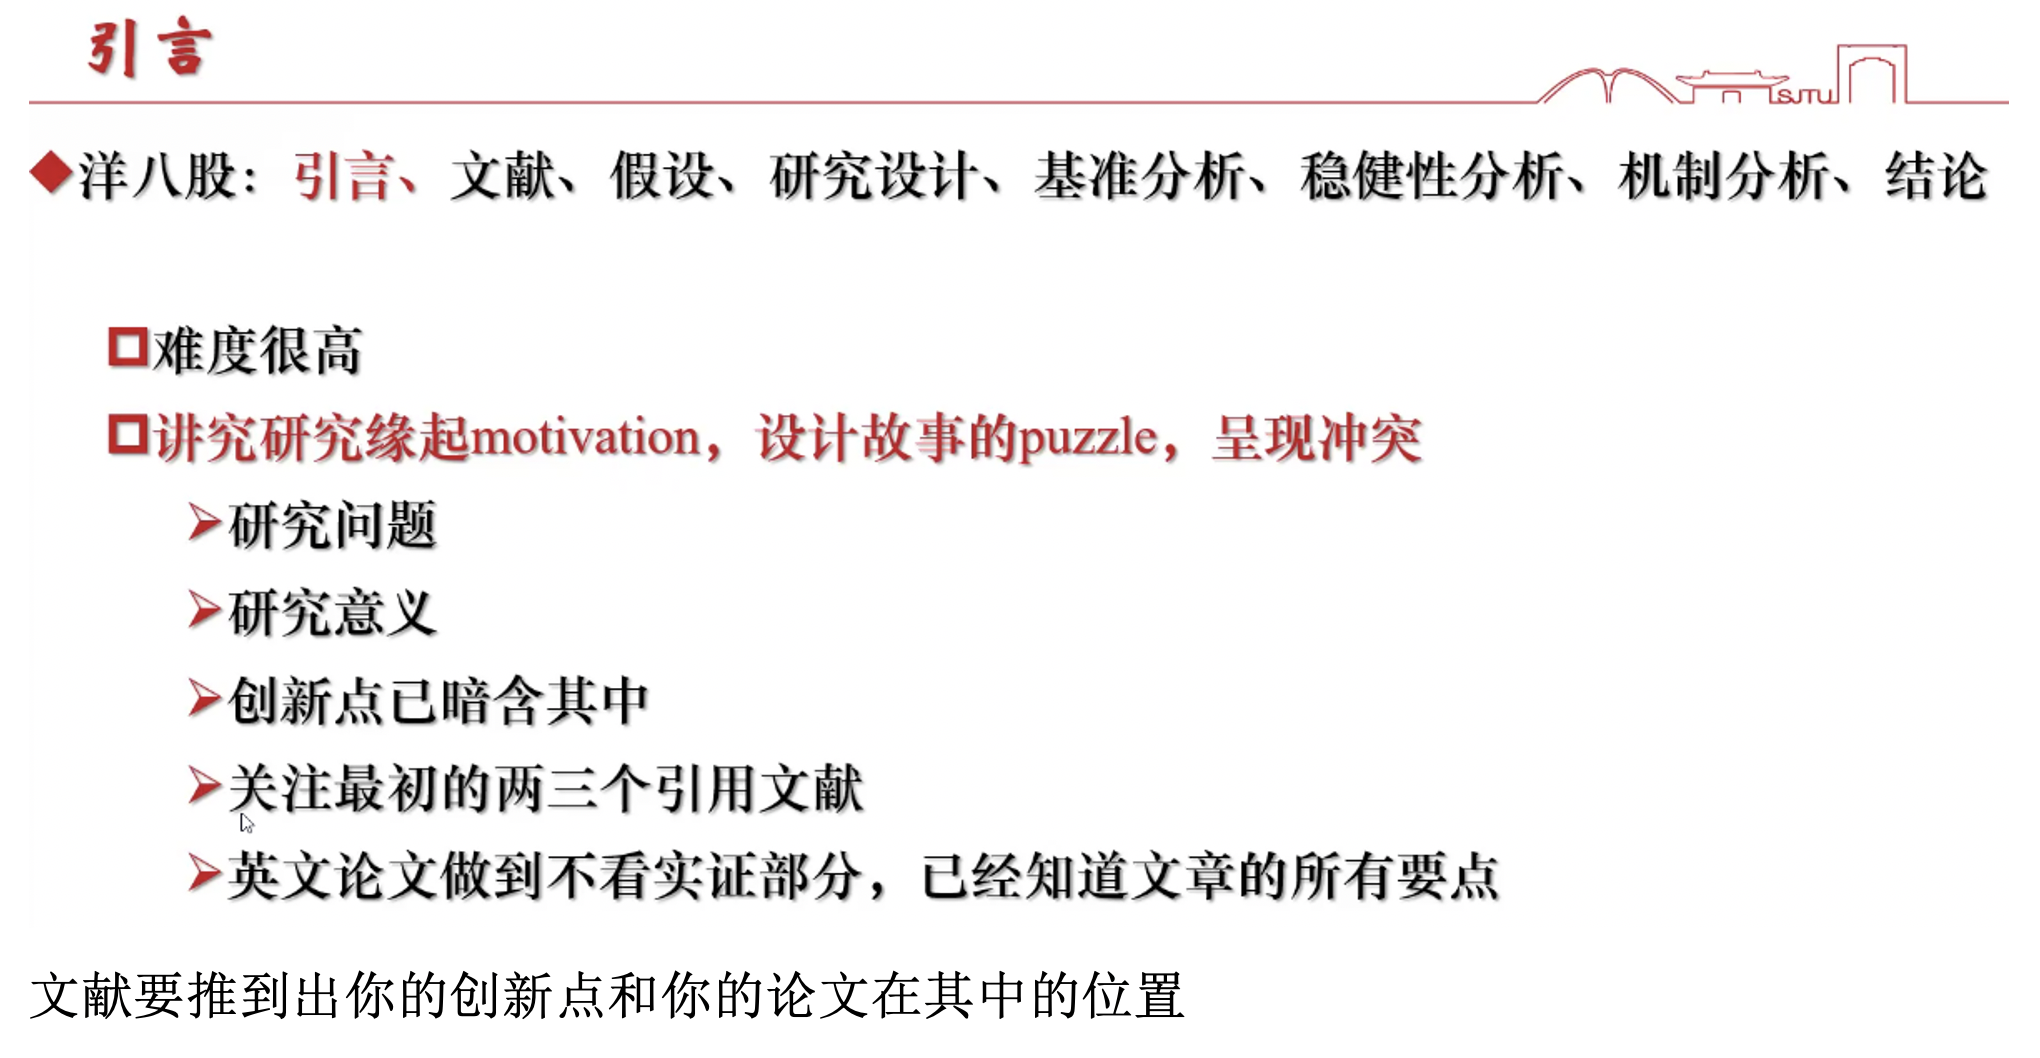 引言
SJTU
洋八股：引言、文献、假设、研究设计、基准分析、稳健性分析、机制分析、结论
难度很高
讲究研究缘起motivation，设计故事的puzzle，呈现冲突
研究问题
研究意义
创新点已暗含其中
关注最初的两三个引用文献
英文论文做到不看实证部分，已经知道文章的所有要点
文献要推到出你的创新点和你的论文在其中的位置